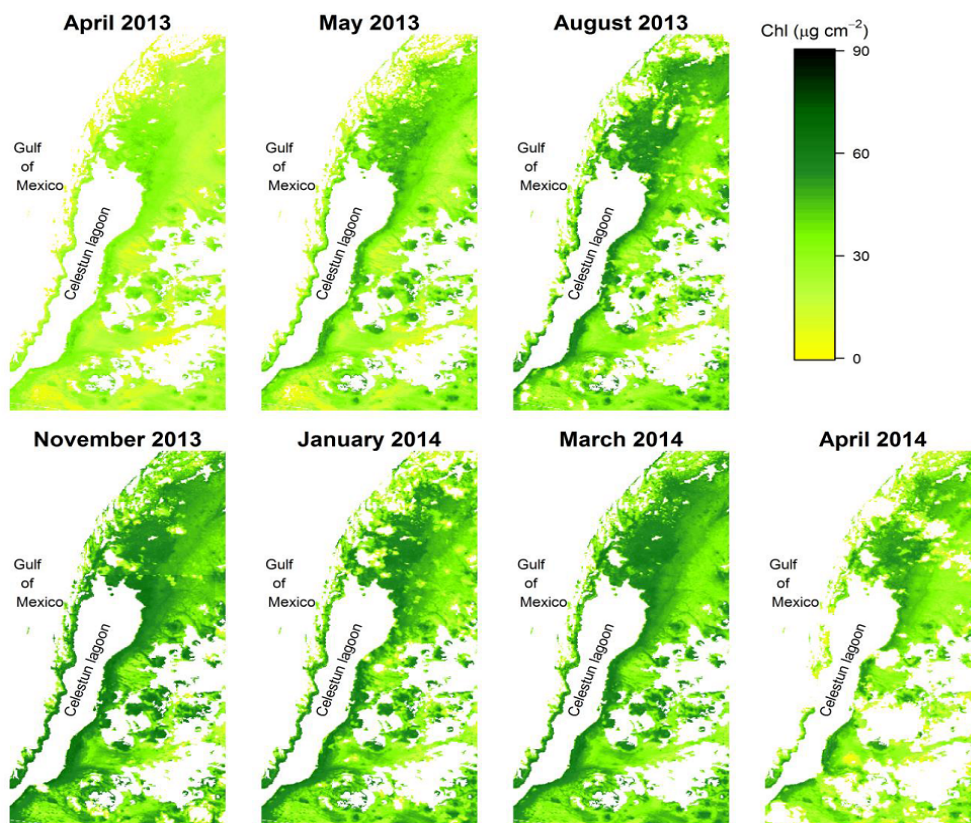 April 2013
May 2013
August 2013
Chl (μg cm⁻²)
90
60
30
0
Gulf
of
Mexico
Celestun lagoon
Gulf
of
Mexico
Celestun lagoon
Gulf
of
Mexico
Celestun lagoon
November 2013
January 2014
March 2014
April 2014
Gulf
of
Mexico
Celestun lagoon
Gulf
of
Mexico
Celestun lagoon
Gulf
of
Mexico
Celestun lagoon
Gulf
of
Mexico
Celestun lagoon